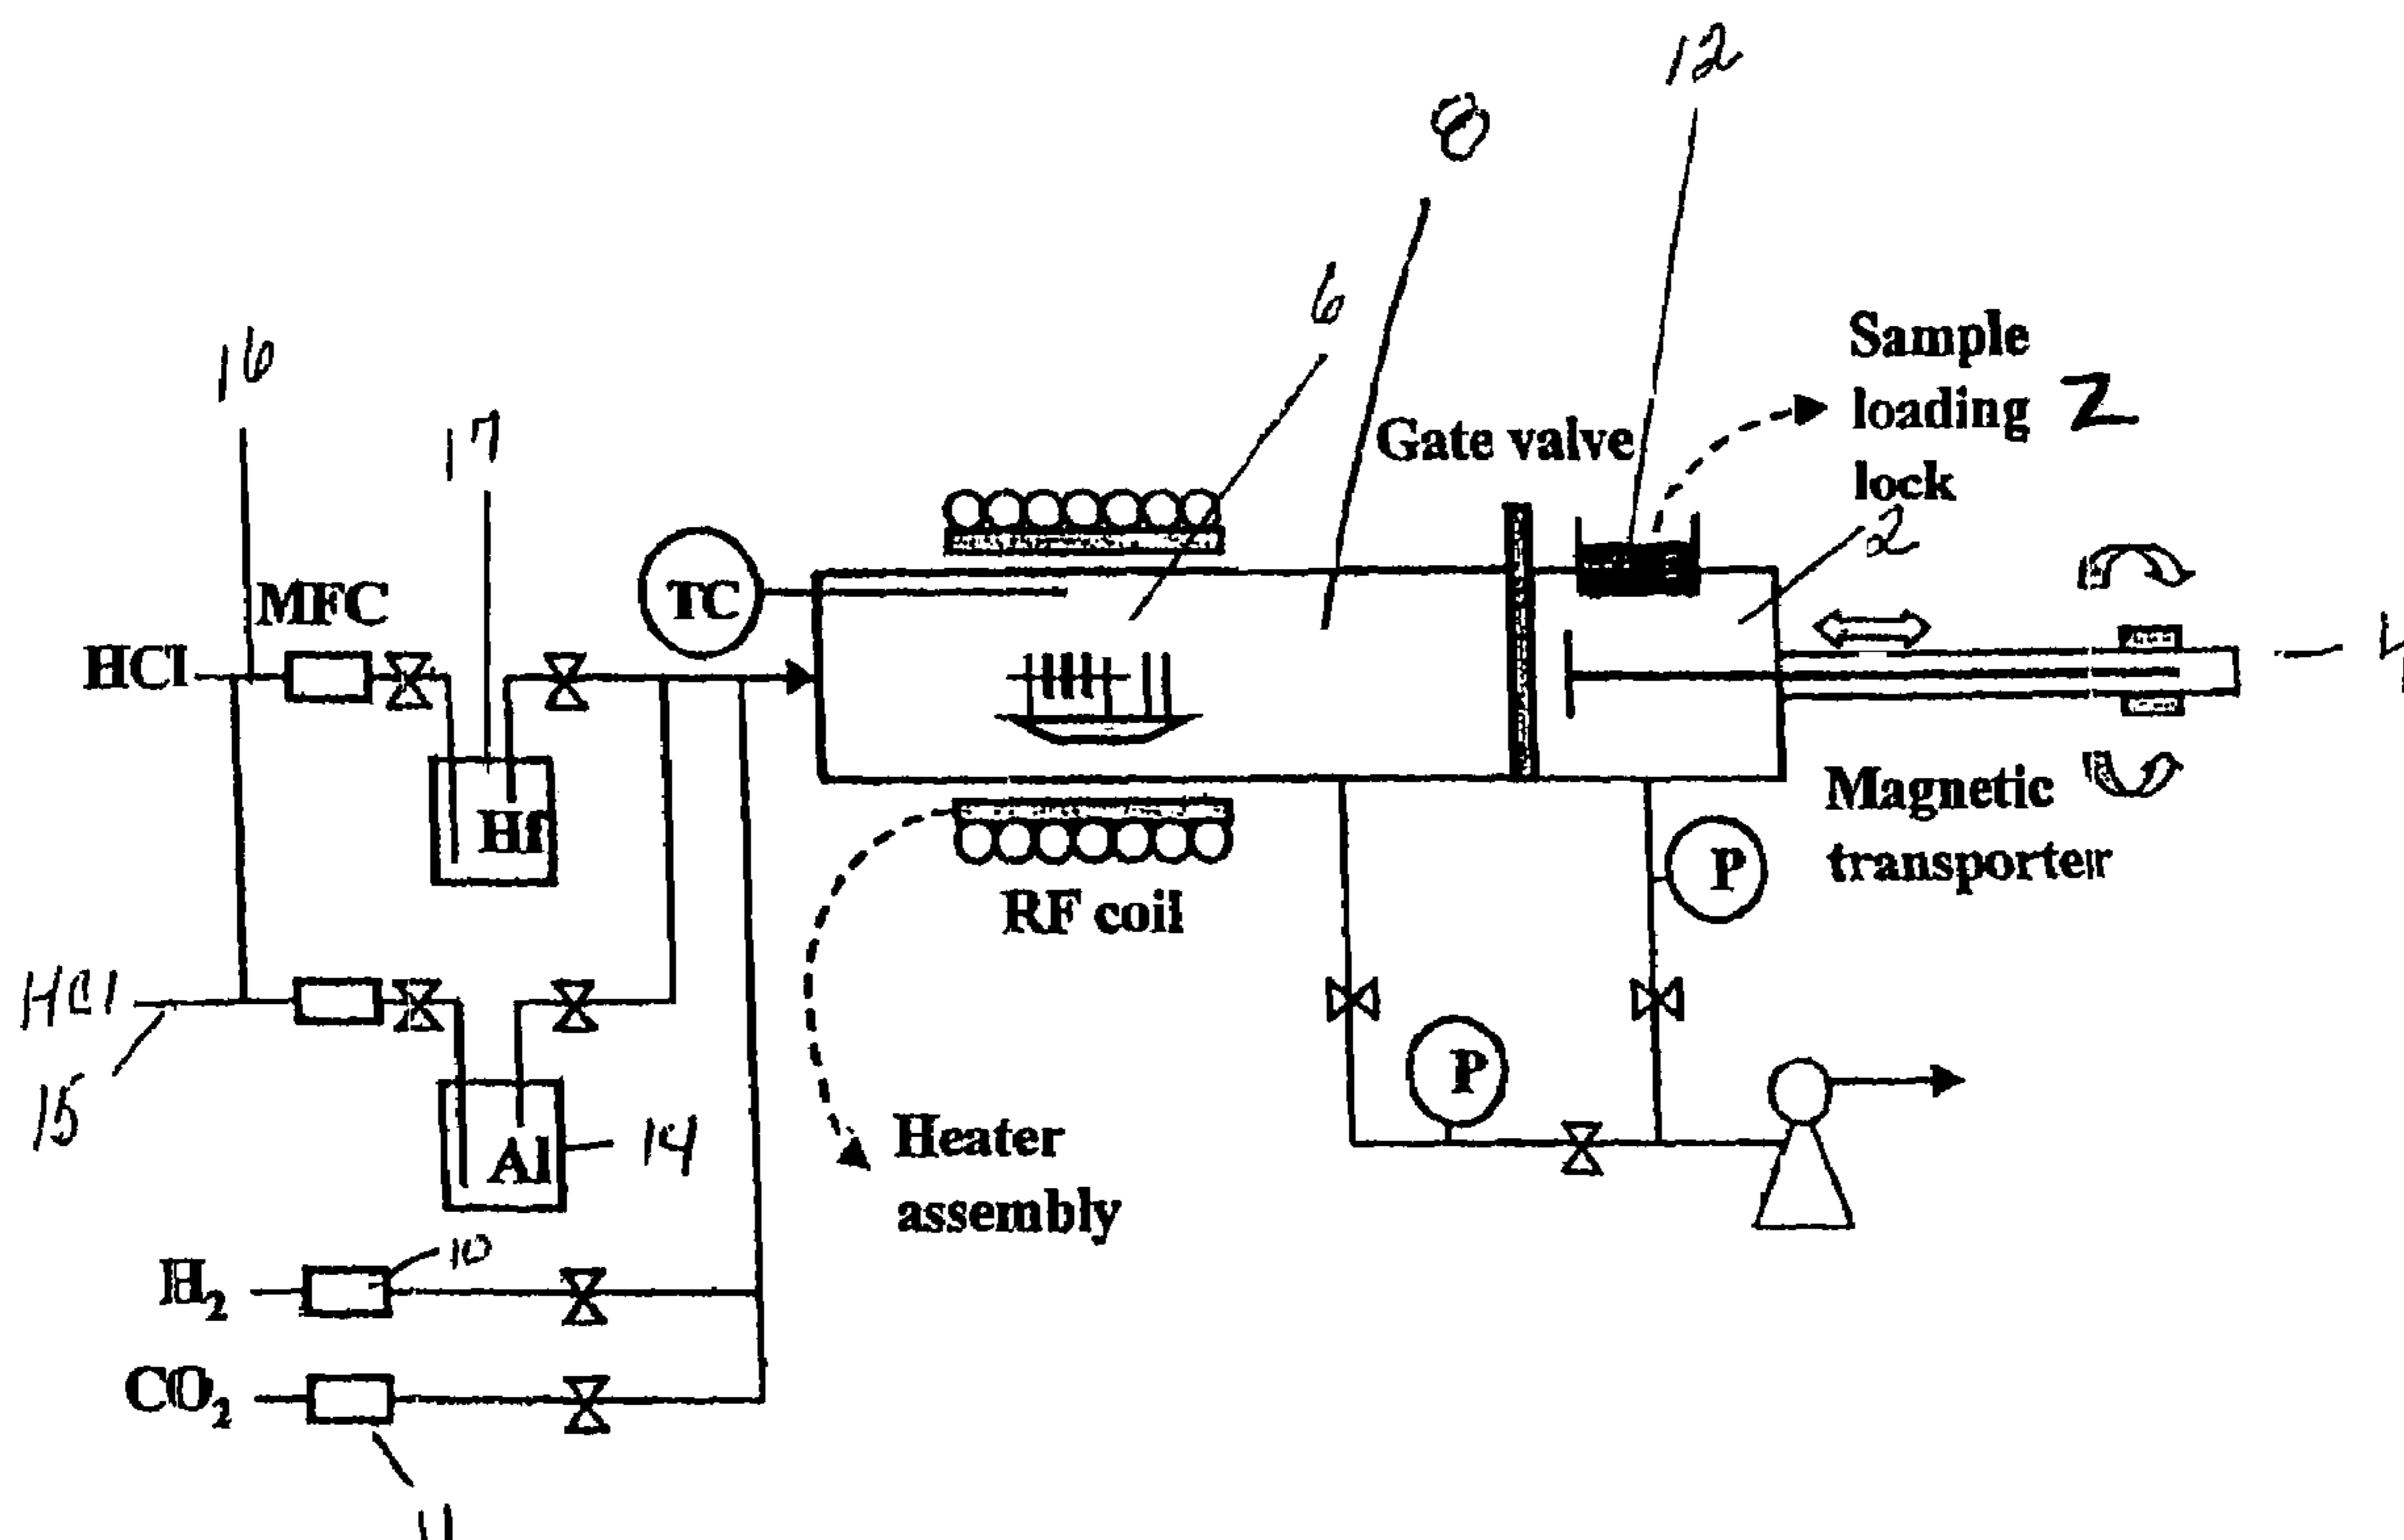 12
8
6
Sample
loading 2
lock
2
Gate valve
16
17
MFC
HCl
TC
4
Hf
RF coil
Magnetic
transporter
P
HCl
15
P
Al
14
Heater
assembly
H₂
10
CO₂
11